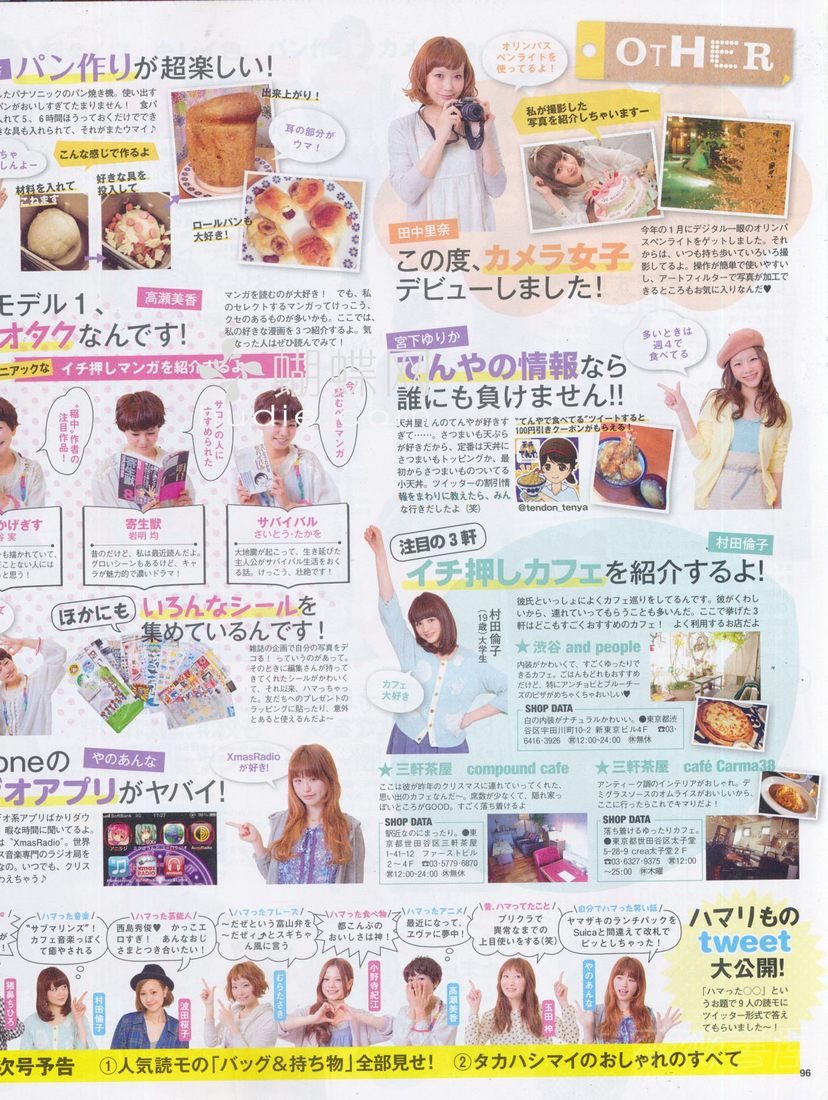 OTHER
パン作りが超楽しい!
したパナソニックのパン焼き機。使い出す
パンがおいしすぎてたまりません! 食パ
入れて5、6時間ほうっておくだけででき
きな具も入れられて、それがまたウマイ♪
こんな感じで作るよ
材料を入れて
こねます
好きな具を
投入して
出来上がり!
耳の部分が
ウマ!
ロールパンも
大好き!
オリンパス
ペンライトを
使ってるよ!
私が撮影した
写真を紹介しちゃいますー
田中里奈
この度、カメラ女子
デビューしました!
今年の1月にデジタル一眼のオリンパ
スペンライトをゲットしました。それ
からは、いつも持ち歩いていろいろ撮
影してるよ。操作が簡単で使いやすい
し、アートフィルターで写真が加工で
きるところもお気に入りなんだ♥
モデル1、
高瀬美香
オタクなんです!
マンガを読むのが大好き! でも、私
のセレクトするマンガってけっこう、
クセのあるものが多いかも。ここでは、
私の好きな漫画を3つ紹介するよ。気
になった人はぜひ読んでみて!
ニアックな イチ押しマンガを紹介するよ
“稲中”作者の
注目作品!
サコンの人に
すすめられた
今、
読むべきマンガ
かげぎす
谷 実
寄生獣
岩明 均
昔のだけど、私は最近読んだよ。
グロいシーンもあるけど、キャ
ラが魅力的で濃いドラマ!
サバイバル
さいとう・たかを
大地震が起こって、生き延びた
主人公がサバイバル生活をおく
る話。けっこう、壮絶です!
宮下ゆりか
てんやの情報なら
誰にも負けません!!
多いときは
週4で
食べてる
天丼屋さんのてんやが好きす
ぎて……。さつまいも天ぷら
が好きだから、定番は天丼に
さつまいもトッピングか、最
初からさつまいものついてる
小天丼。ツイッターの割引情
報をまわりに教えたら、みん
な行きだしたよ(笑)
“てんやで食べてる”ツイートすると
100円引きクーポンがもらえる!
@tendon_tenya
注目の3軒
村田倫子
イチ押しカフェを紹介するよ!
村田倫子
(19歳)大学生
カフェ
大好き
彼氏といっしょによくカフェ巡りをしてるんです。彼がくわし
いから、連れていってもらうことも多いんだ。ここで挙げた3
軒はどこもすごくおすすめのカフェ! よく利用するお店だよ
★渋谷 and people
内装がかわいくて、すごくゆったりで
きるカフェ。ごはんもどれもおすすめ
だけど、特にアンチョビとブルーチー
ズのピザがめちゃくちゃおいしい♥
SHOP DATA
白の内装がナチュラルかわいい。●東京都渋
谷区宇田川町10-2 新東京ビル4F ☎03・
6416・3926 営12:00~24:00 休無休
★三軒茶屋 compound cafe
ここは彼が昨年のクリスマスに連れていってくれた、
思い出のカフェなんだ~。席数が少なくて、隠れ家っ
ぽいところがGOOD。すごく落ち着けるよ
SHOP DATA
駅近なのにまったり。●東
京都世田谷区三軒茶屋
1-41-12 ファーストビル
2~4F ☎03・5779・6870
営12:00~24:00 休無休
★三軒茶屋 café Carma38
アンティーク調のインテリアがおしゃれ。デ
ミグラスソースのオムライスがおいしいから、
ここに行ったらこれでキマりだよ!
SHOP DATA
落ち着けるゆったりカフェ。
●東京都世田谷区太子堂
5-28-9 crea太子堂2F
☎03・6327・9375 営12:00
~25:00 休木曜
ほかにも いろんなシールを
集めているんです!
雑誌の企画で自分の写真をデ
コる! っていうのがあって。
そのときに編集さんが持って
きてくれたシールがかわいく
て、それ以来、ハマっちゃっ
た。友だちへのプレゼントの
ラッピングに貼ったり、意外
とあると使えるんだよ~
oneの
やのあんな
オアプリがヤバイ!
XmasRadio
が好き!
オ系アプリばかりダウ
暇な時間に聞いてるよ。
は“XmasRadio”。世界
ス音楽専門のラジオ局を
なの。いつでも、クリス
わえちゃう♪
SoftBank 3G 11:27
ハマりもの
tweet
大公開!
「ハマった○○」とい
うお題で9人の読モに
ツイッター形式で答え
てもらいました~!
ハマった音楽
“サブマリンズ”!
カフェ音楽っぽく
て癒やされる
猪鼻ちひろ
村田倫子
ハマった芸能人
西島秀俊♥ かっこエ
ロすぎ! あんなおじ
さまとつき合いたい!
波田桜子
ハマったフレーズ
~だぜという富山弁を
~だぜぇ♪とスギちゃ
ん風に言う
むらたさき
ハマった食べ物
都こんぶの
おいしさは神!
小野寺紀江
ハマったアニメ
最近になって、
ヱヴァに夢中!
高瀬美香
昔、ハマってたこと
プリクラで
異常なまでの
上目使いをする(笑)
玉田 梓
自分でハマった笑い話
ヤマザキのランチパックを
Suicaと間違えて改札で
ピッとしちゃった!
やのあんな
次号予告 ①人気読モの「バッグ&持ち物」全部見せ! ②タカハシマイのおしゃれのすべて
96